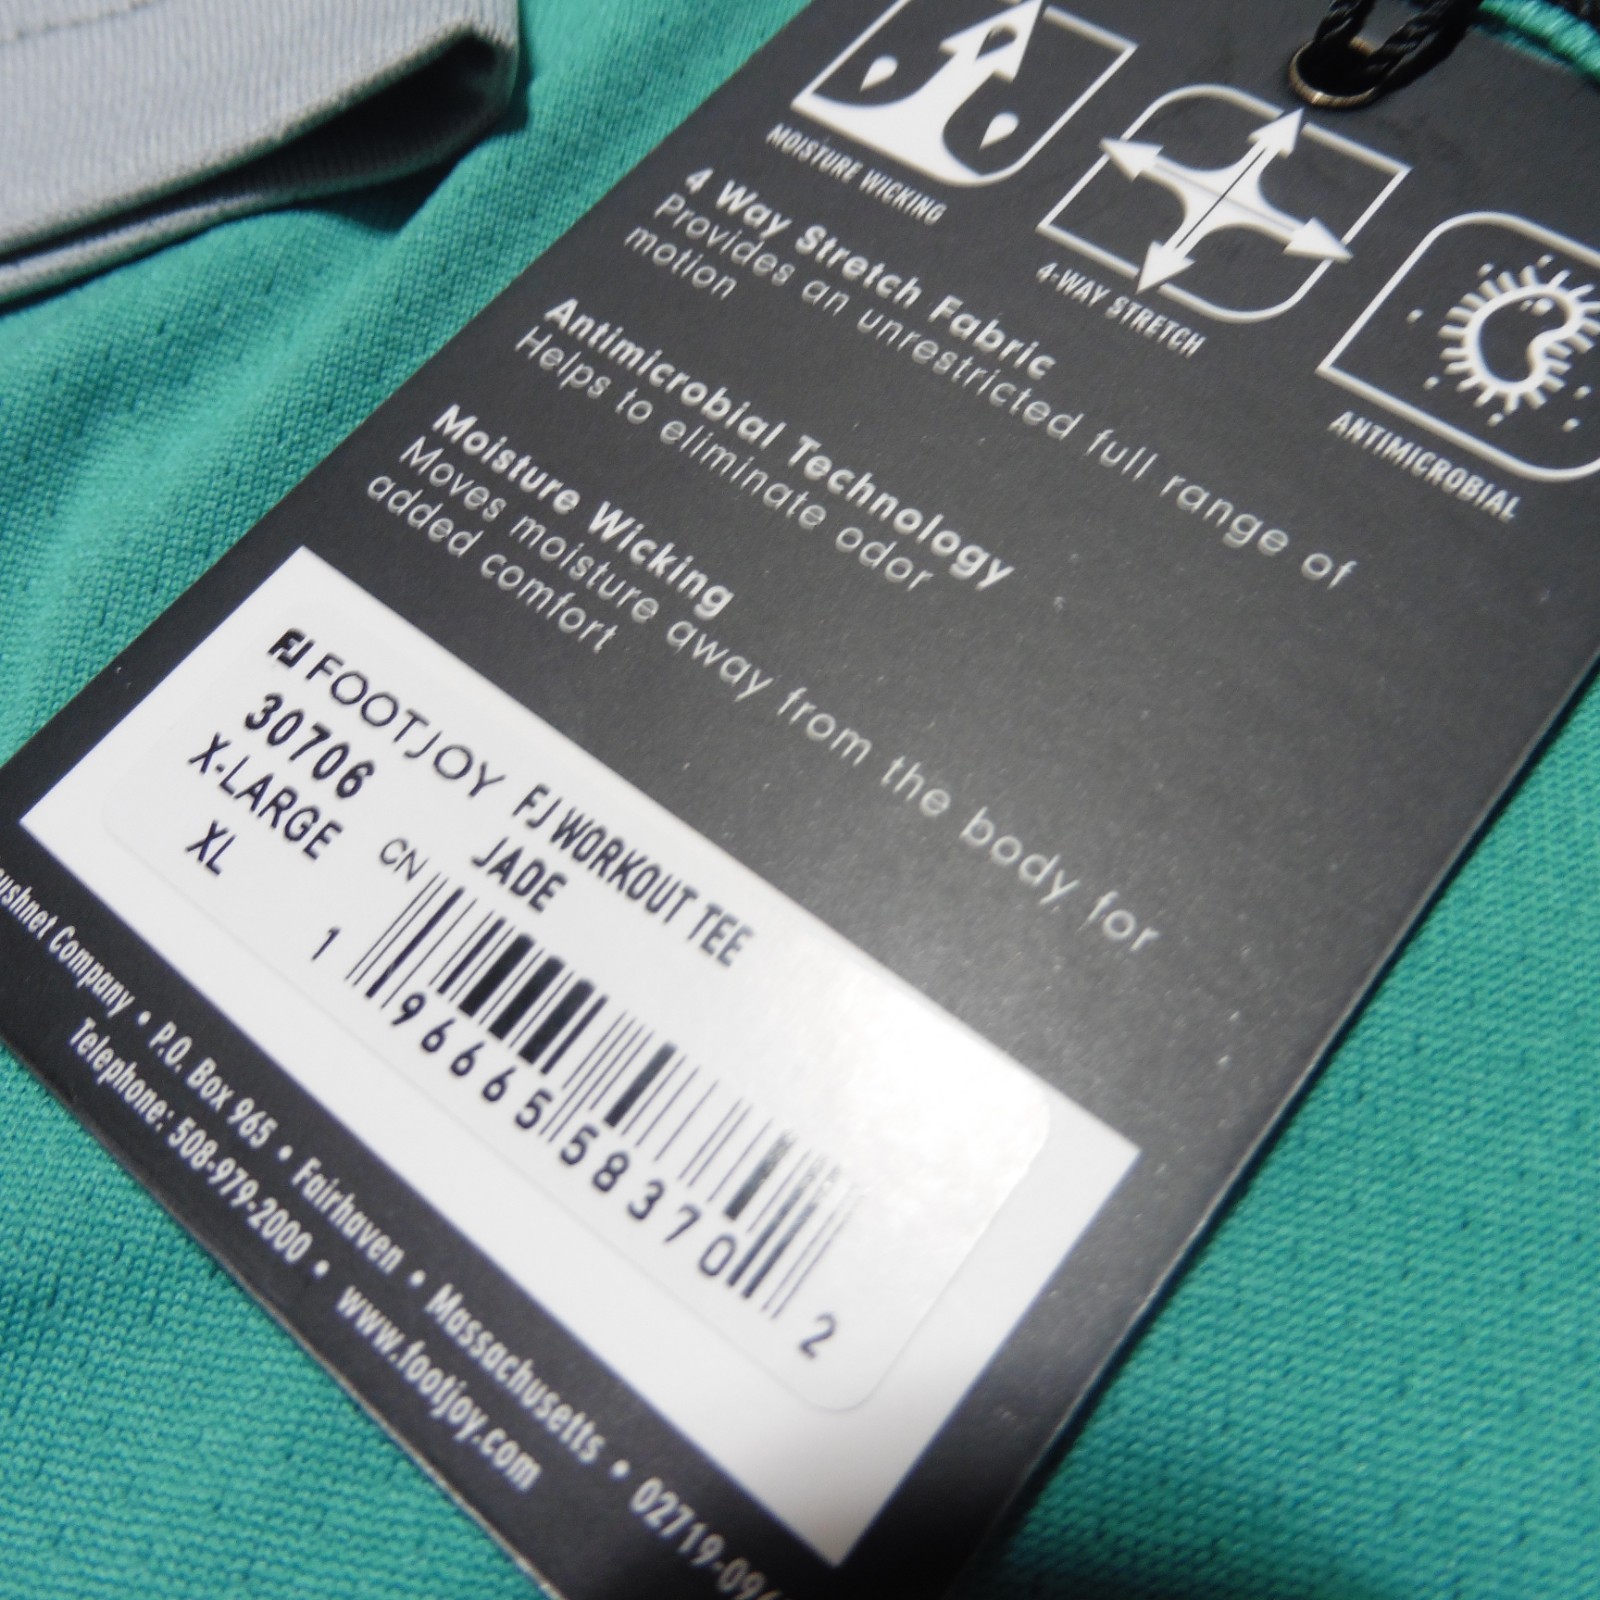 MOISTURE WICKING
4-WAY STRETCH
ANTIMICROBIAL
4 Way Stretch Fabric
Provides an unrestricted full range of
motion
Antimicrobial Technology
Helps to eliminate odor
Moisture Wicking
Moves moisture away from the body for
added comfort
FJ FOOTJOY FJ WORKOUT TEE
30706 JADE
X-LARGE CN
XL
1 96665 58370 2
Company • P.O. Box 965 • Fairhaven • Massachusetts • 02719-
Telephone: 508-979-2000 • www.footjoy.com